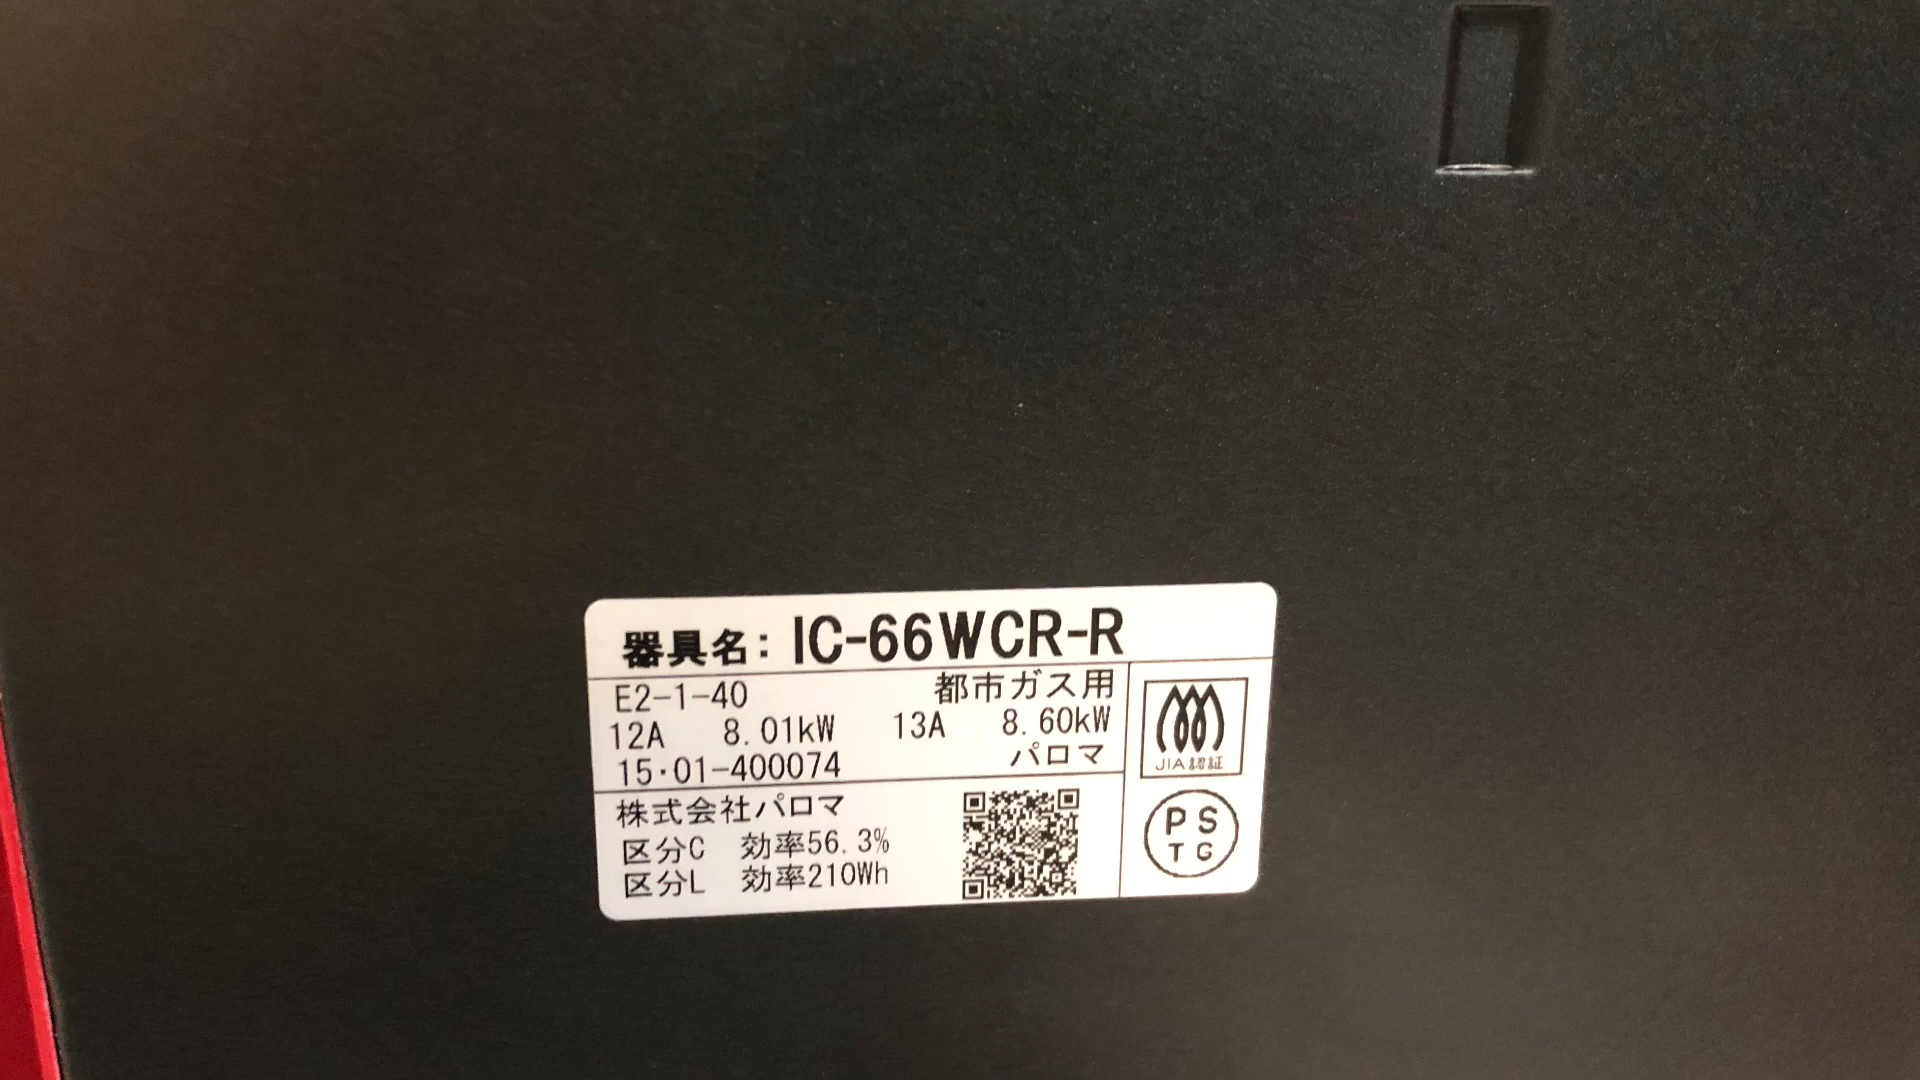 器具名: IC-66WCR-R
E2-1-40 都市ガス用
12A 8.01kW 13A 8.60kW
15・01-400074 パロマ
株式会社パロマ
区分C 効率56.3%
区分L 効率210Wh
JIA認証
PS
TG